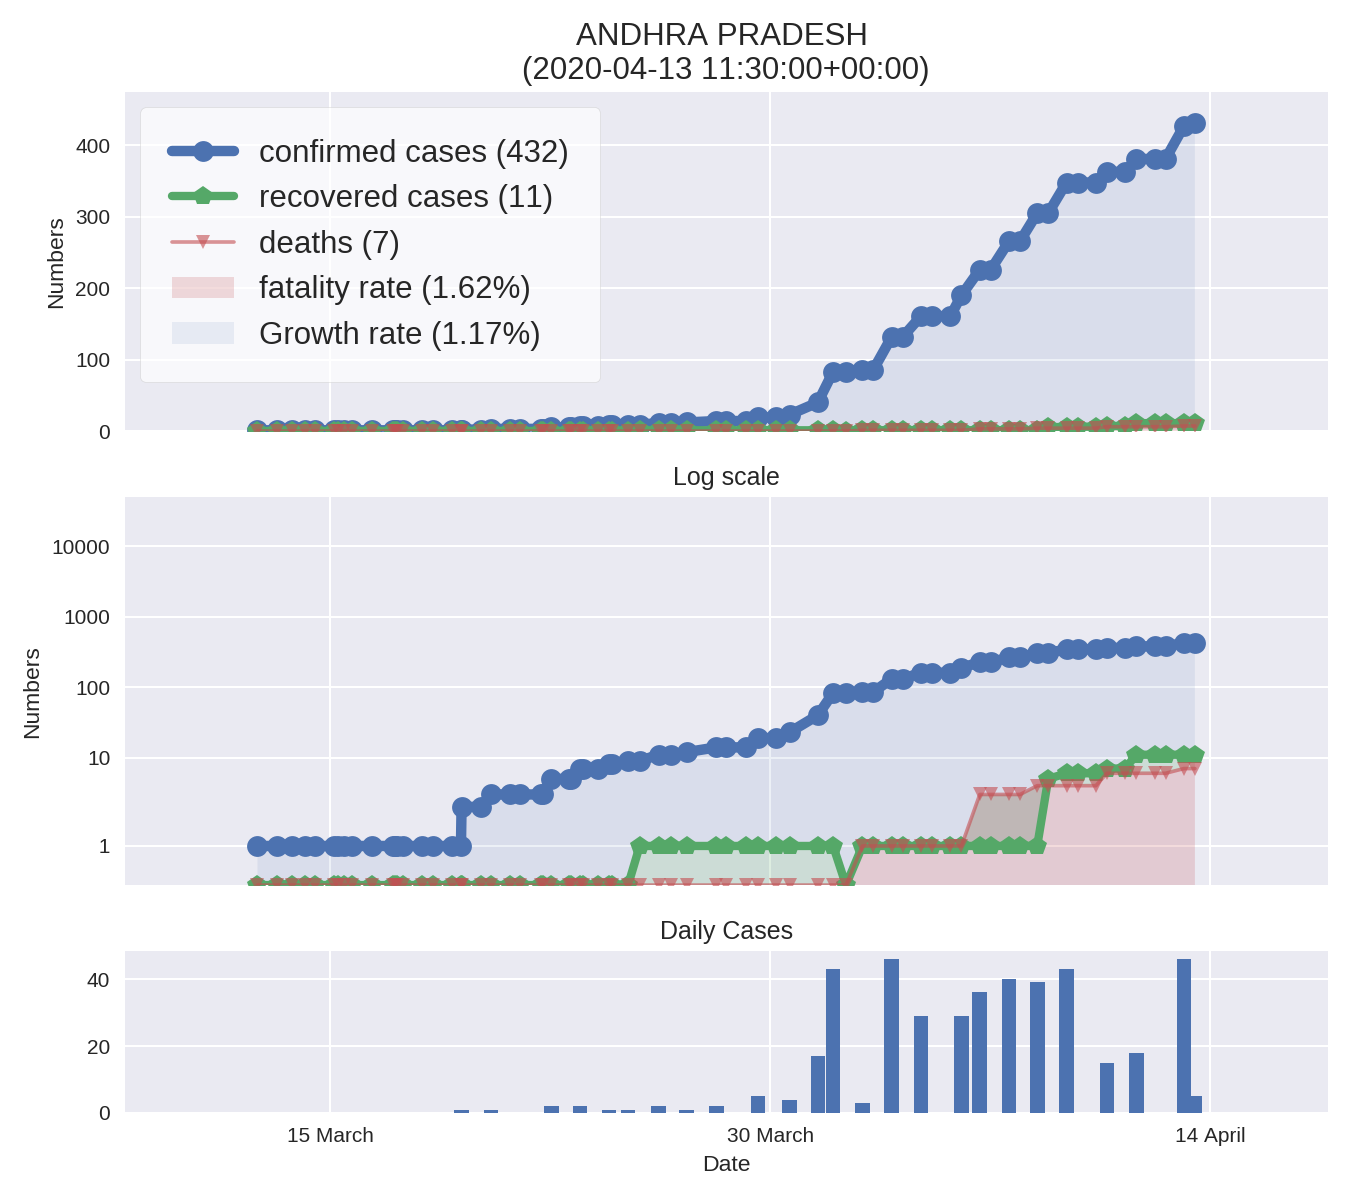 ANDHRA PRADESH
(2020-04-13 11:30:00+00:00)
Numbers
400
300
200
100
0
confirmed cases (432)
recovered cases (11)
deaths (7)
fatality rate (1.62%)
Growth rate (1.17%)
Log scale
Numbers
10000
1000
100
10
1
Daily Cases
40
20
0
15 March
30 March
14 April
Date